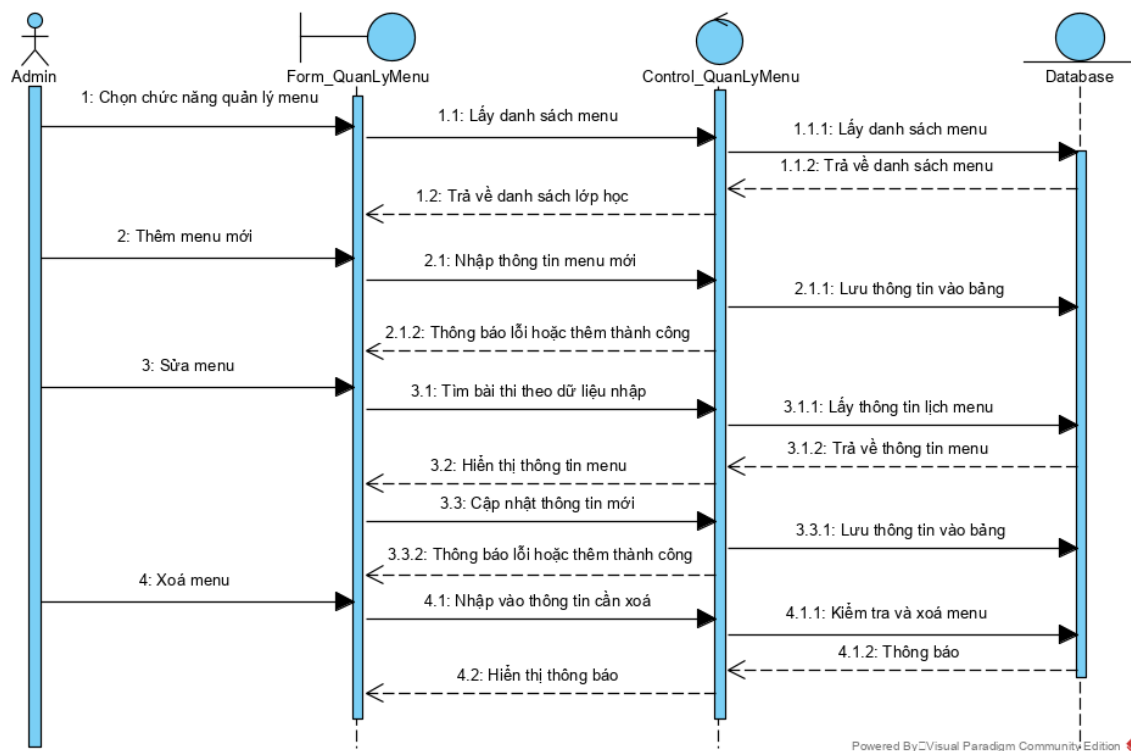 Admin
Form_QuanLyMenu
Control_QuanLyMenu
Database
1: Chọn chức năng quản lý menu
1.1: Lấy danh sách menu
1.1.1: Lấy danh sách menu
1.1.2: Trả về danh sách menu
1.2: Trả về danh sách lớp học
2: Thêm menu mới
2.1: Nhập thông tin menu mới
2.1.1: Lưu thông tin vào bảng
2.1.2: Thông báo lỗi hoặc thêm thành công
3: Sửa menu
3.1: Tìm bài thi theo dữ liệu nhập
3.1.1: Lấy thông tin lịch menu
3.1.2: Trả về thông tin menu
3.2: Hiển thị thông tin menu
3.3: Cập nhật thông tin mới
3.3.1: Lưu thông tin vào bảng
3.3.2: Thông báo lỗi hoặc thêm thành công
4: Xoá menu
4.1: Nhập vào thông tin cần xoá
4.1.1: Kiểm tra và xoá menu
4.1.2: Thông báo
4.2: Hiển thị thông báo
Powered By Visual Paradigm Community Edition